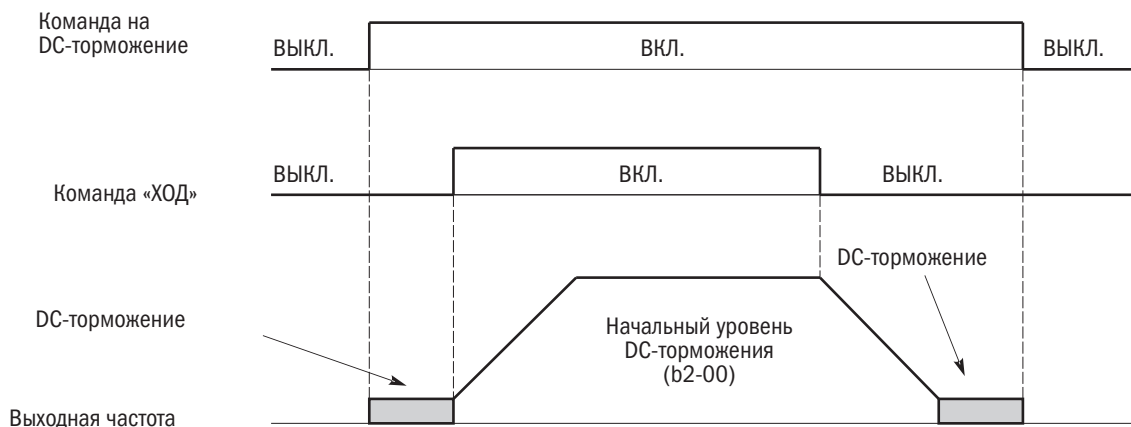 Команда на
DC-торможение
ВЫКЛ.
ВКЛ.
ВЫКЛ.
Команда «ХОД»
ВЫКЛ.
ВКЛ.
ВЫКЛ.
DC-торможение
DC-торможение
Начальный уровень
DC-торможения
(b2-00)
Выходная частота